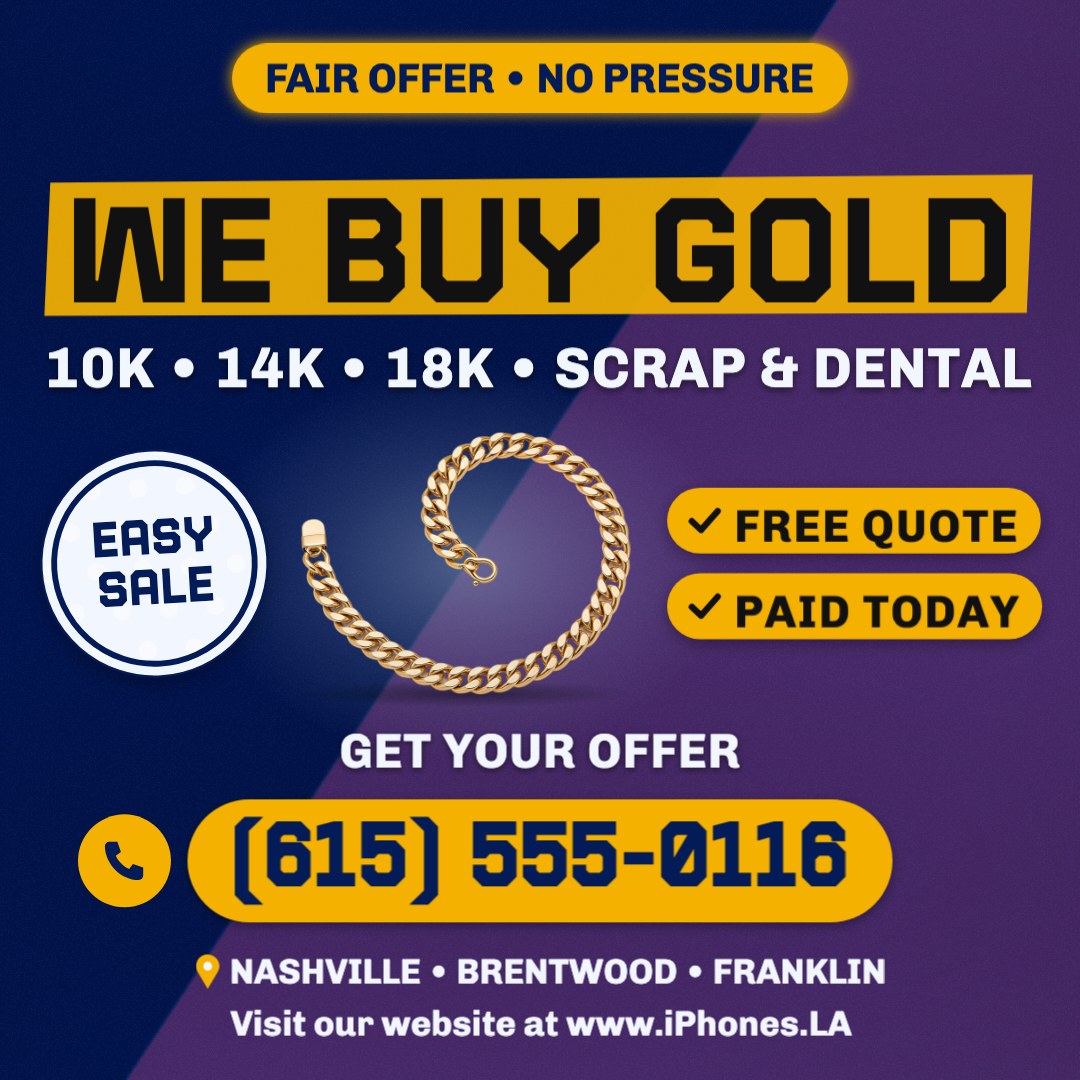 FAIR OFFER • NO PRESSURE
WE BUY GOLD
10K • 14K • 18K • SCRAP & DENTAL
EASY
SALE
FREE QUOTE
PAID TODAY
GET YOUR OFFER
(615) 555-0116
NASHVILLE • BRENTWOOD • FRANKLIN
Visit our website at www.iPhones.LA